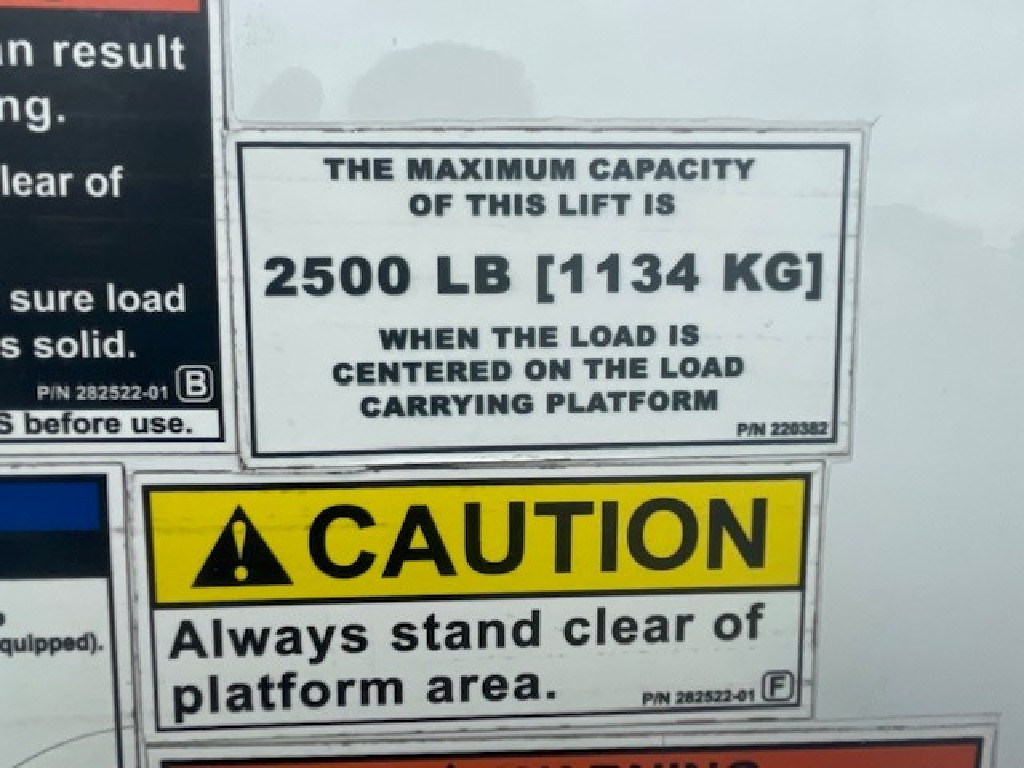 n result
ng.
lear of
sure load
s solid.
P/N 282522-01 B
S before use.
THE MAXIMUM CAPACITY
OF THIS LIFT IS
2500 LB [1134 KG]
WHEN THE LOAD IS
CENTERED ON THE LOAD
CARRYING PLATFORM
P/N 220382
quipped).
CAUTION
Always stand clear of
platform area.
P/N 282522-01 F
WARNING